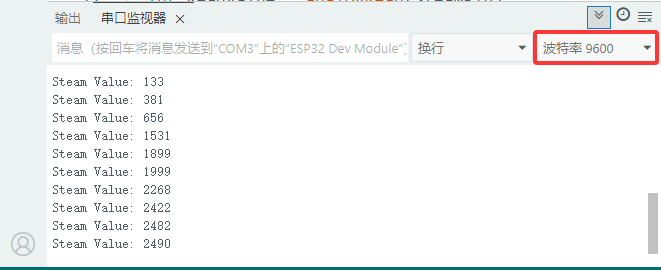 输出 串口监视器 ×
消息（按回车将消息发送到"COM3"上的"ESP32 Dev Module"） 换行 波特率 9600
Steam Value: 133
Steam Value: 381
Steam Value: 656
Steam Value: 1531
Steam Value: 1899
Steam Value: 1999
Steam Value: 2268
Steam Value: 2422
Steam Value: 2482
Steam Value: 2490